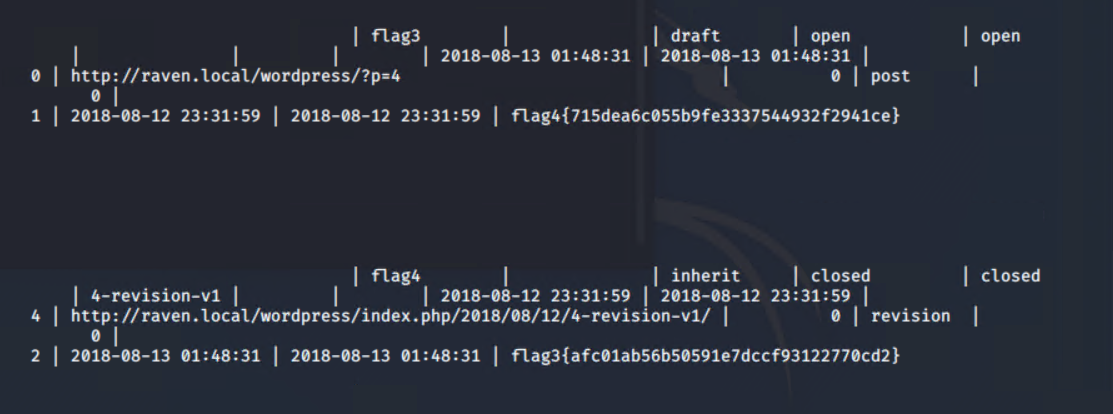 | flag3 | | draft | open | open
| | | | 2018-08-13 01:48:31 | 2018-08-13 01:48:31 |
0 | http://raven.local/wordpress/?p=4 | 0 | post |
0 |
1 | 2018-08-12 23:31:59 | 2018-08-12 23:31:59 | flag4{715dea6c055b9fe3337544932f2941ce}
| flag4 | | inherit | closed | closed
| 4-revision-v1 | | | 2018-08-12 23:31:59 | 2018-08-12 23:31:59 |
4 | http://raven.local/wordpress/index.php/2018/08/12/4-revision-v1/ | 0 | revision |
0 |
2 | 2018-08-13 01:48:31 | 2018-08-13 01:48:31 | flag3{afc01ab56b50591e7dccf93122770cd2}